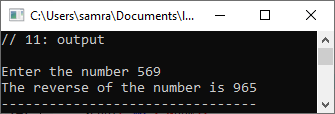 C:\Users\samra\Documents\I...
// 11: output
Enter the number 569
The reverse of the number is 965
--------------------------------